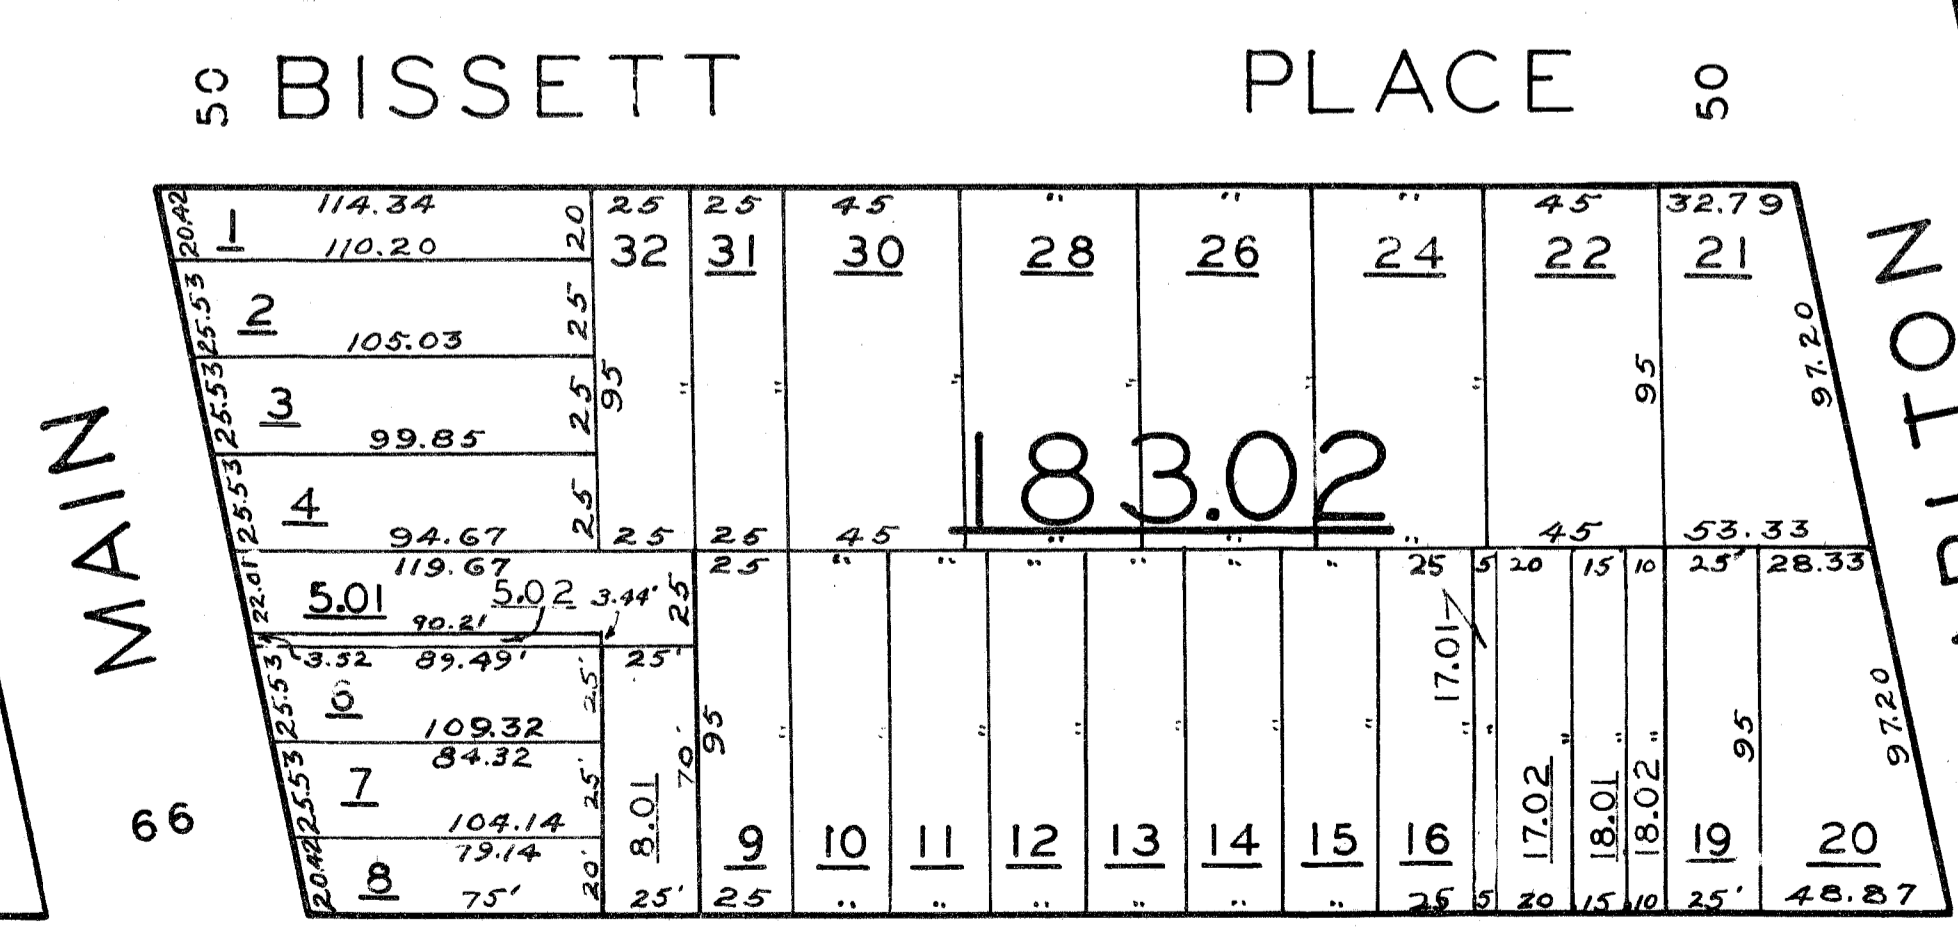 50 BISSETT PLACE 50
20.42 1 114.34 20 25 25 45 " " " 45 32.79
110.20 32 31 30 28 26 24 22 21
25.53 2 25
105.03
25.53 3 25 95 " " " " " " 95 97.20
99.85
183.02
25.53 4 25
94.67 25 25 45 " " " 45 53.33
MAIN
22.01' 119.67 25 25 " " " " " " 25 5 20 15 10 25' 28.33
5.01 5.02 3.44'
90.21
3.52 89.49' 25'
17.01
25.53 6 25'
109.32 95 " " " " " " " " " " " 95 97.20
84.32
25.53 7 25' 70'
104.14
66
79.14
8.01 9 10 11 12 13 14 15 16 17.02 18.01 18.02 19 20
20.42 8 20'
75' 25' 25 " " " " " " 25 5 20 15 10 25' 48.87